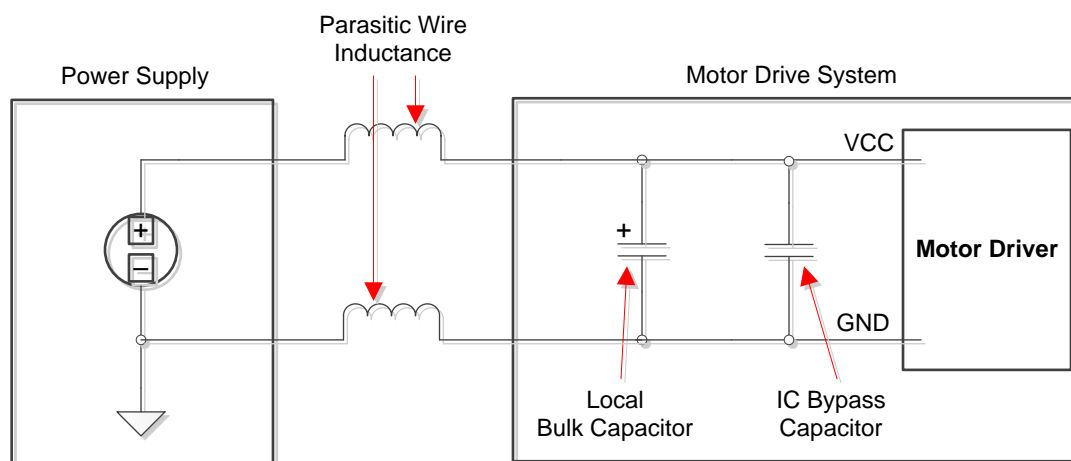 Parasitic Wire
Inductance
Power Supply
Motor Drive System
VCC
+
−
+
Motor Driver
GND
Local
Bulk Capacitor
IC Bypass
Capacitor